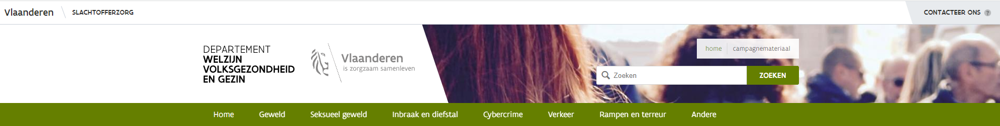 Vlaanderen SLACHTOFFERZORG CONTACTEER ONS ?
DEPARTEMENT
WELZIJN
VOLKSGEZONDHEID
EN GEZIN
Vlaanderen
is zorgzaam samenleven
home campagnemateriaal
Zoeken ZOEKEN
Home Geweld Seksueel geweld Inbraak en diefstal Cybercrime Verkeer Rampen en terreur Andere